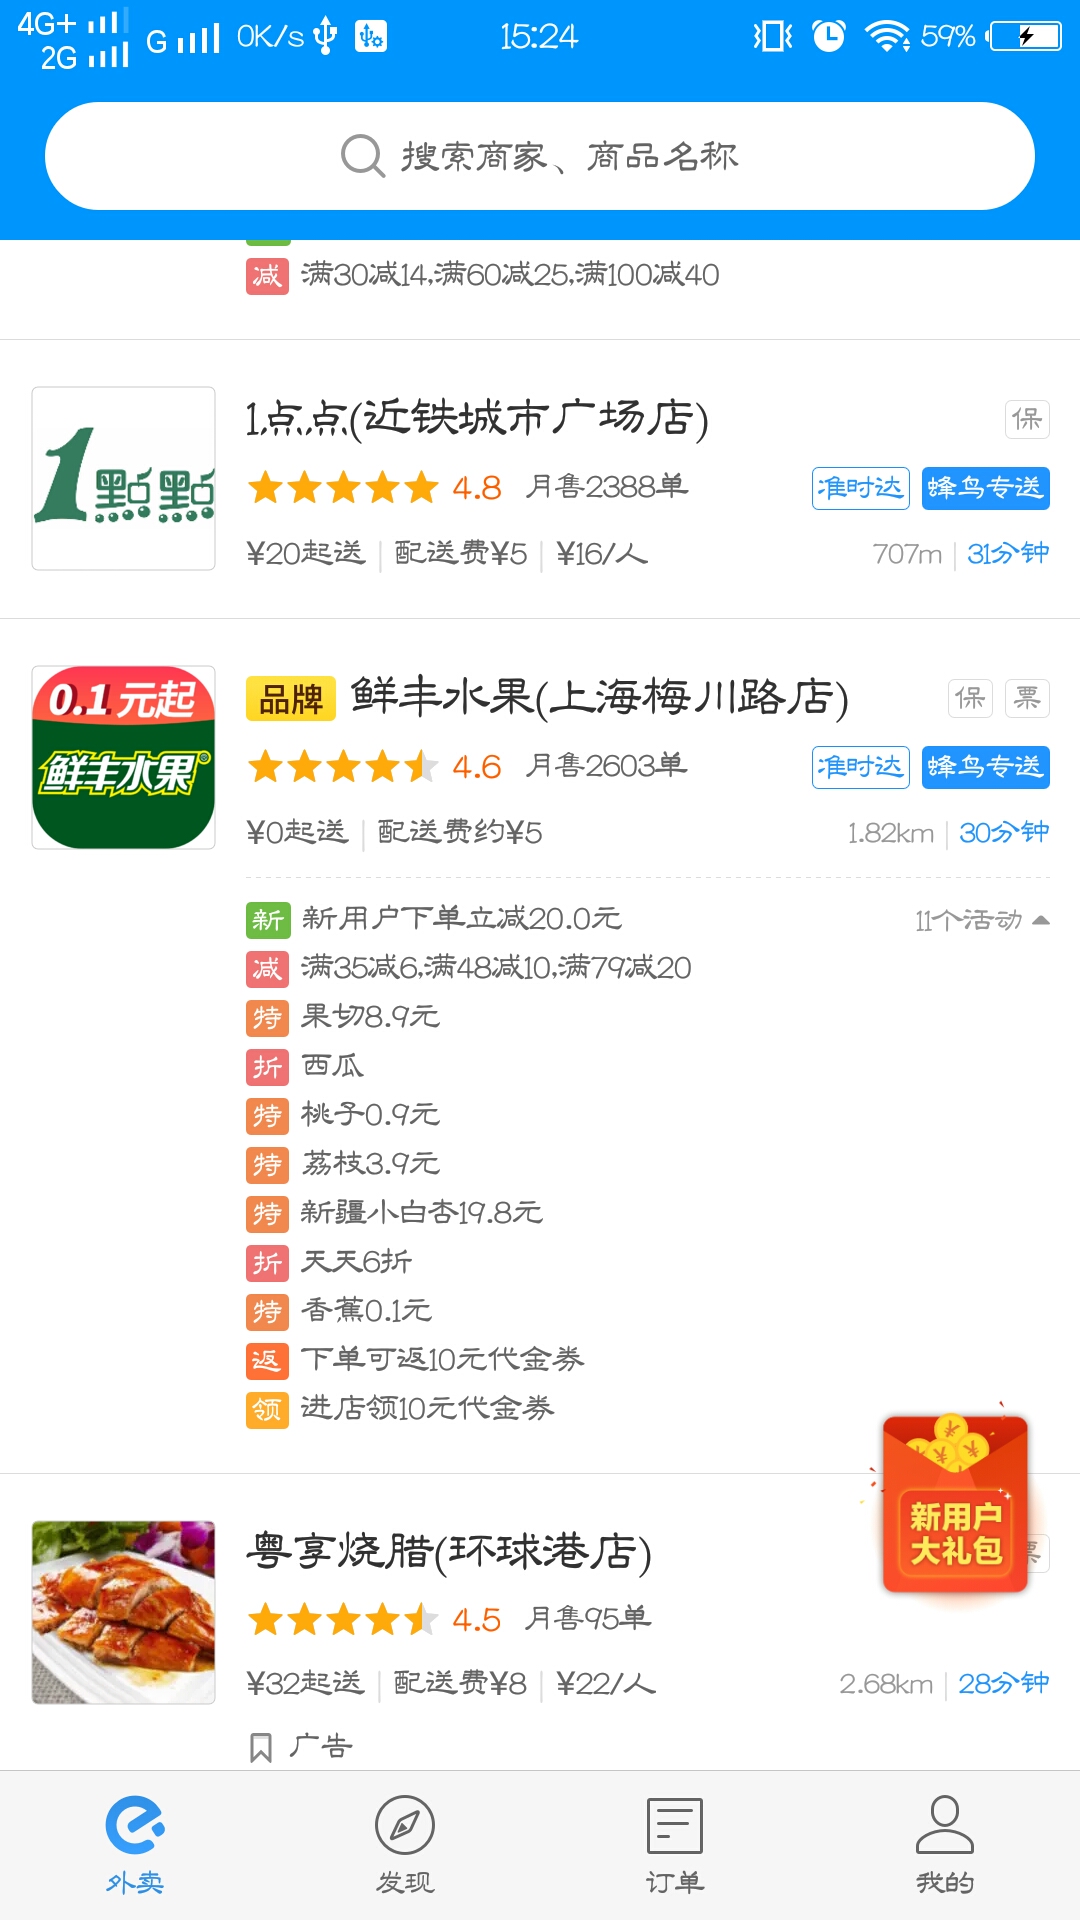 4G+ 2G G 0K/s 15:24 59%
搜索商家、商品名称
减 满30减14,满60减25,满100减40
1点点(近铁城市广场店) 保
1點點
4.8 月售2388单 准时达 蜂鸟专送
¥20起送 配送费¥5 ¥16/人 707m 31分钟
0.1元起
鲜丰水果
品牌 鲜丰水果(上海梅川路店) 保 票
4.6 月售2603单 准时达 蜂鸟专送
¥0起送 配送费约¥5 1.82km 30分钟
新 新用户下单立减20.0元 11个活动
减 满35减6,满48减10,满79减20
特 果切8.9元
折 西瓜
特 桃子0.9元
特 荔枝3.9元
特 新疆小白杏19.8元
折 天天6折
特 香蕉0.1元
返 下单可返10元代金券
领 进店领10元代金券
新用户
大礼包
粤享烧腊(环球港店) 票
4.5 月售95单
¥32起送 配送费¥8 ¥22/人 2.68km 28分钟
广告
外卖 发现 订单 我的